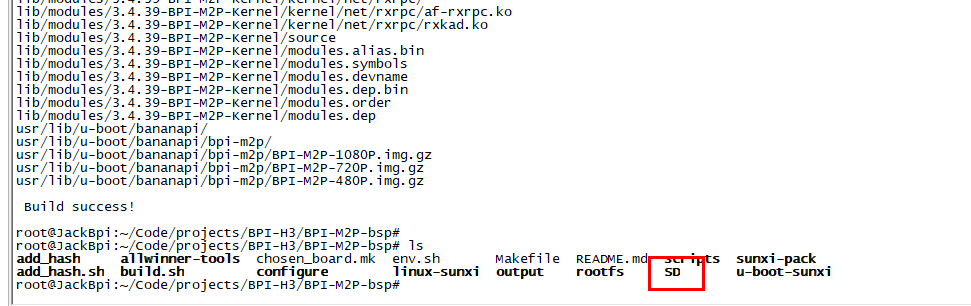 lib/modules/3.4.39-BPI-M2P-Kernel/kernel/net/rxrpc/
lib/modules/3.4.39-BPI-M2P-Kernel/kernel/net/rxrpc/af-rxrpc.ko
lib/modules/3.4.39-BPI-M2P-Kernel/kernel/net/rxrpc/rxkad.ko
lib/modules/3.4.39-BPI-M2P-Kernel/source
lib/modules/3.4.39-BPI-M2P-Kernel/modules.alias.bin
lib/modules/3.4.39-BPI-M2P-Kernel/modules.symbols
lib/modules/3.4.39-BPI-M2P-Kernel/modules.devname
lib/modules/3.4.39-BPI-M2P-Kernel/modules.dep.bin
lib/modules/3.4.39-BPI-M2P-Kernel/modules.order
lib/modules/3.4.39-BPI-M2P-Kernel/modules.dep
usr/lib/u-boot/bananapi/
usr/lib/u-boot/bananapi/bpi-m2p/
usr/lib/u-boot/bananapi/bpi-m2p/BPI-M2P-1080P.img.gz
usr/lib/u-boot/bananapi/bpi-m2p/BPI-M2P-720P.img.gz
usr/lib/u-boot/bananapi/bpi-m2p/BPI-M2P-480P.img.gz
Build success!
root@JackBpi:~/Code/projects/BPI-H3/BPI-M2P-bsp#
root@JackBpi:~/Code/projects/BPI-H3/BPI-M2P-bsp# ls
add_hash allwinner-tools chosen_board.mk env.sh Makefile README.md scripts sunxi-pack
add_hash.sh build.sh configure linux-sunxi output rootfs SD u-boot-sunxi
root@JackBpi:~/Code/projects/BPI-H3/BPI-M2P-bsp#